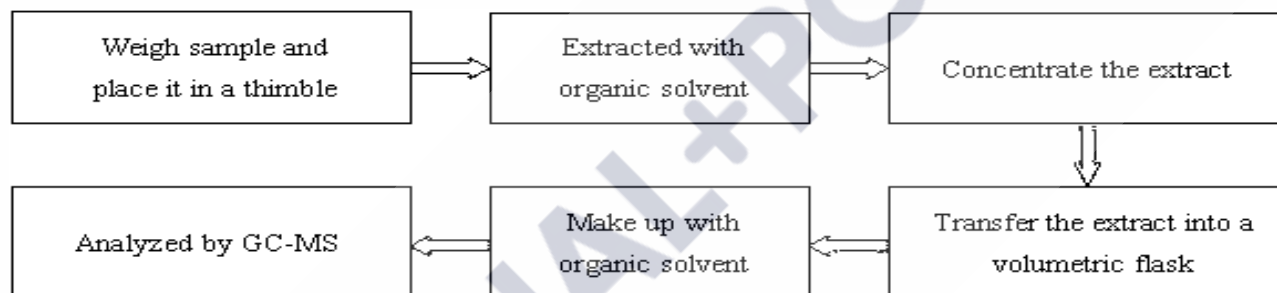 Weigh sample and
place it in a thimble
Extracted with
organic solvent
Concentrate the extract
Transfer the extract into a
volumetric flask
Make up with
organic solvent
Analyzed by GC-MS